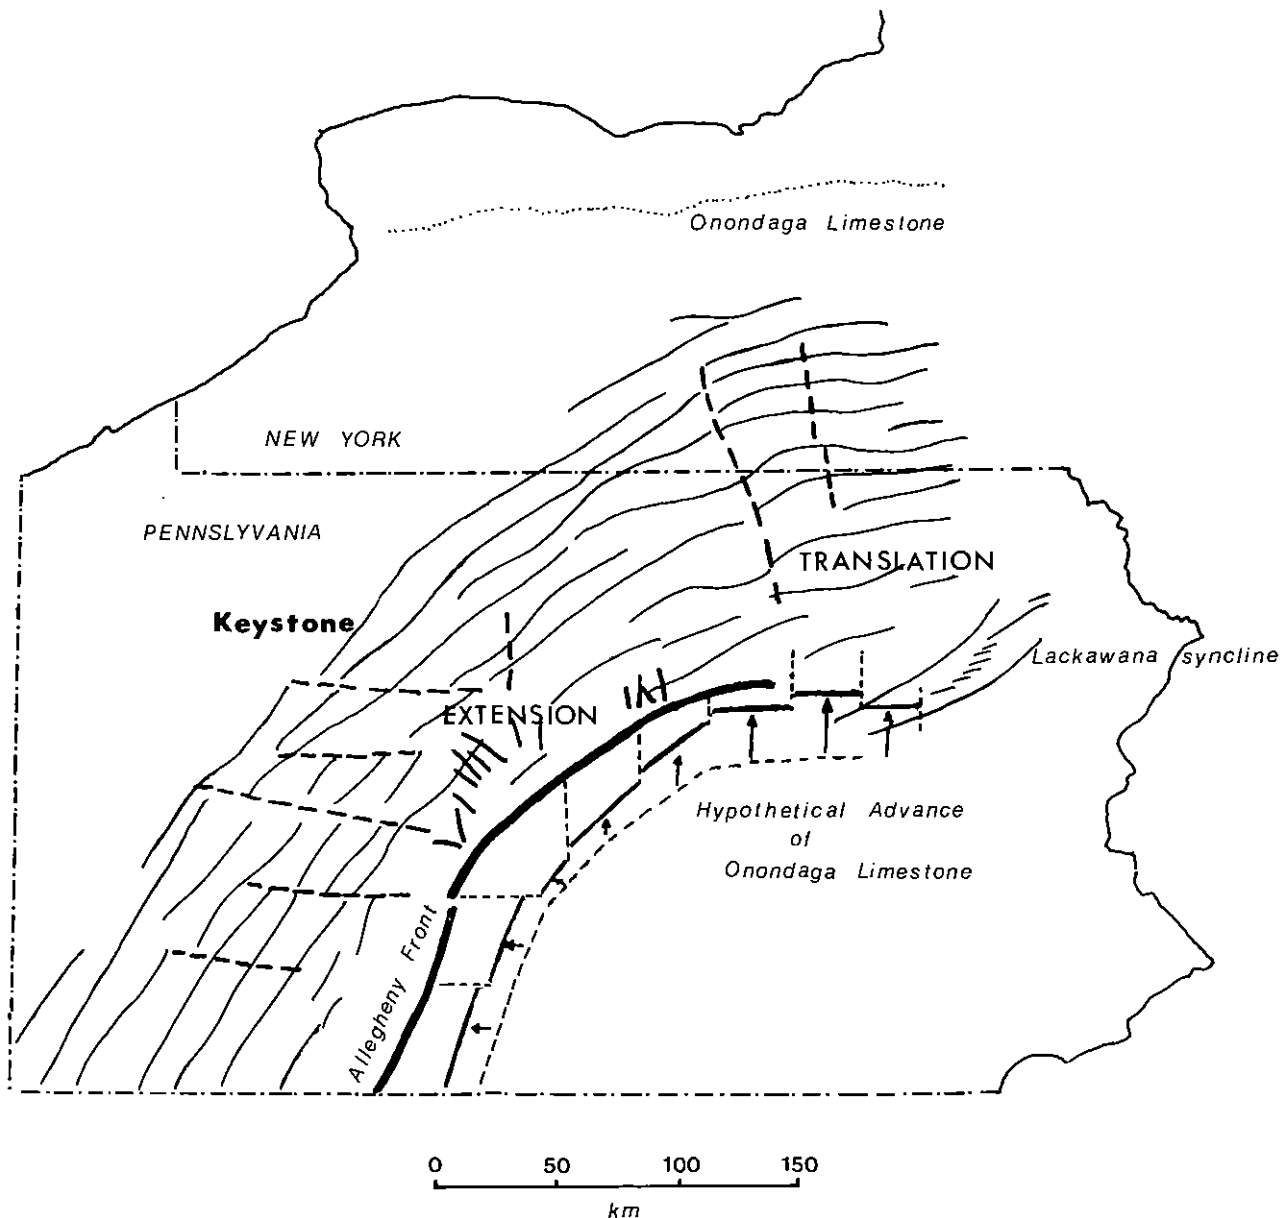 Onondaga Limestone
NEW YORK
PENNSLYVANIA
TRANSLATION
Keystone
Lackawana syncline
EXTENSION
Hypothetical Advance
of
Onondaga Limestone
Allegheny Front
0 50 100 150
km